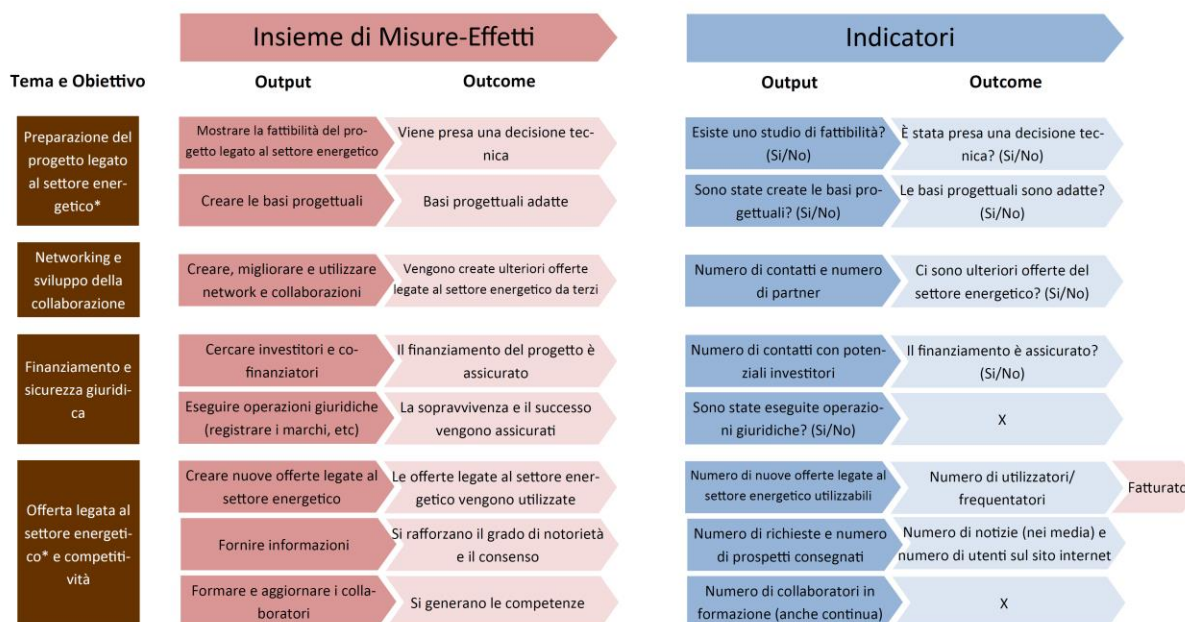 Insieme di Misure-Effetti
Indicatori
Tema e Obiettivo
Output
Outcome
Output
Outcome
Preparazione del
progetto legato
al settore ener-
getico*
Mostrare la fattibilità del pro-
getto legato al settore energetico
Viene presa una decisione tec-
nica
Esiste uno studio di fattibilità?
(Si/No)
È stata presa una decisione tec-
nica? (Si/No)
Creare le basi progettuali
Basi progettuali adatte
Sono state create le basi pro-
gettuali? (Si/No)
Le basi progettuali sono adatte?
(Si/No)
Networking e
sviluppo della
collaborazione
Creare, migliorare e utilizzare
network e collaborazioni
Vengono create ulteriori offerte
legate al settore energetico da terzi
Numero di contatti e numero
di partner
Ci sono ulteriori offerte del
settore energetico? (Si/No)
Finanziamento e
sicurezza giuridi-
ca
Cercare investitori e co-
finanziatori
Il finanziamento del progetto è
assicurato
Numero di contatti con poten-
ziali investitori
Il finanziamento è assicurato?
(Si/No)
Eseguire operazioni giuridiche
(registrare i marchi, etc)
La sopravvivenza e il successo
vengono assicurati
Sono state eseguite operazio-
ni giuridiche? (Si/No)
X
Offerta legata al
settore energeti-
co* e competiti-
vità
Creare nuove offerte legate al
settore energetico
Le offerte legate al settore ener-
getico vengono utilizzate
Numero di nuove offerte legate al
settore energetico utilizzabili
Numero di utilizzatori/
frequentatori
Fatturato
Fornire informazioni
Si rafforzano il grado di notorietà
e il consenso
Numero di richieste e numero
di prospetti consegnati
Numero di notizie (nei media) e
numero di utenti sul sito internet
Formare e aggiornare i colla-
boratori
Si generano le competenze
Numero di collaboratori in
formazione (anche continua)
X